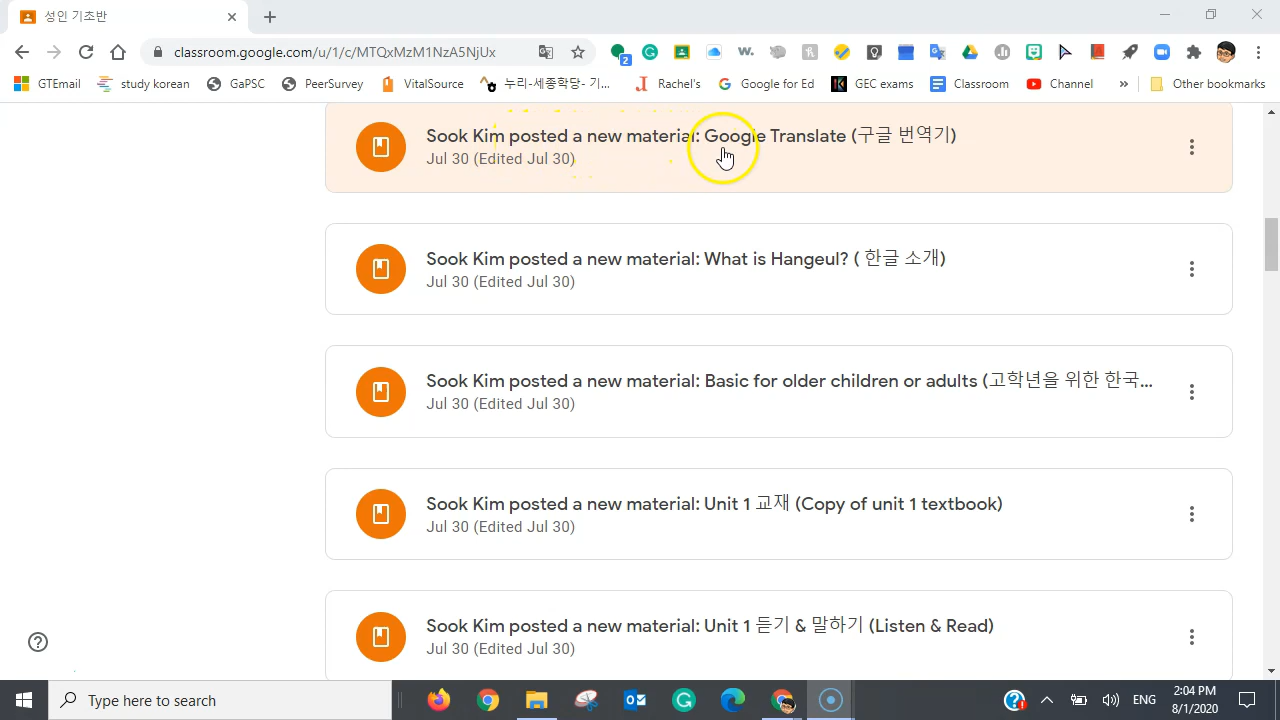 성인 기초반
classroom.google.com/u/1/c/MTQxMzM1NzA5NjUx
2
GTEmail
study korean
GaPSC
PeerSurvey
VitalSource
누리-세종학당- 기...
Rachel's
Google for Ed
GEC exams
Classroom
Channel
»
Other bookmarks
Sook Kim posted a new material: Google Translate (구글 번역기)
Jul 30 (Edited Jul 30)
Sook Kim posted a new material: What is Hangeul? ( 한글 소개)
Jul 30 (Edited Jul 30)
Sook Kim posted a new material: Basic for older children or adults (고학년을 위한 한국...
Jul 30 (Edited Jul 30)
Sook Kim posted a new material: Unit 1 교재 (Copy of unit 1 textbook)
Jul 30 (Edited Jul 30)
Sook Kim posted a new material: Unit 1 듣기 & 말하기 (Listen & Read)
Jul 30 (Edited Jul 30)
Type here to search
ENG
2:04 PM
8/1/2020